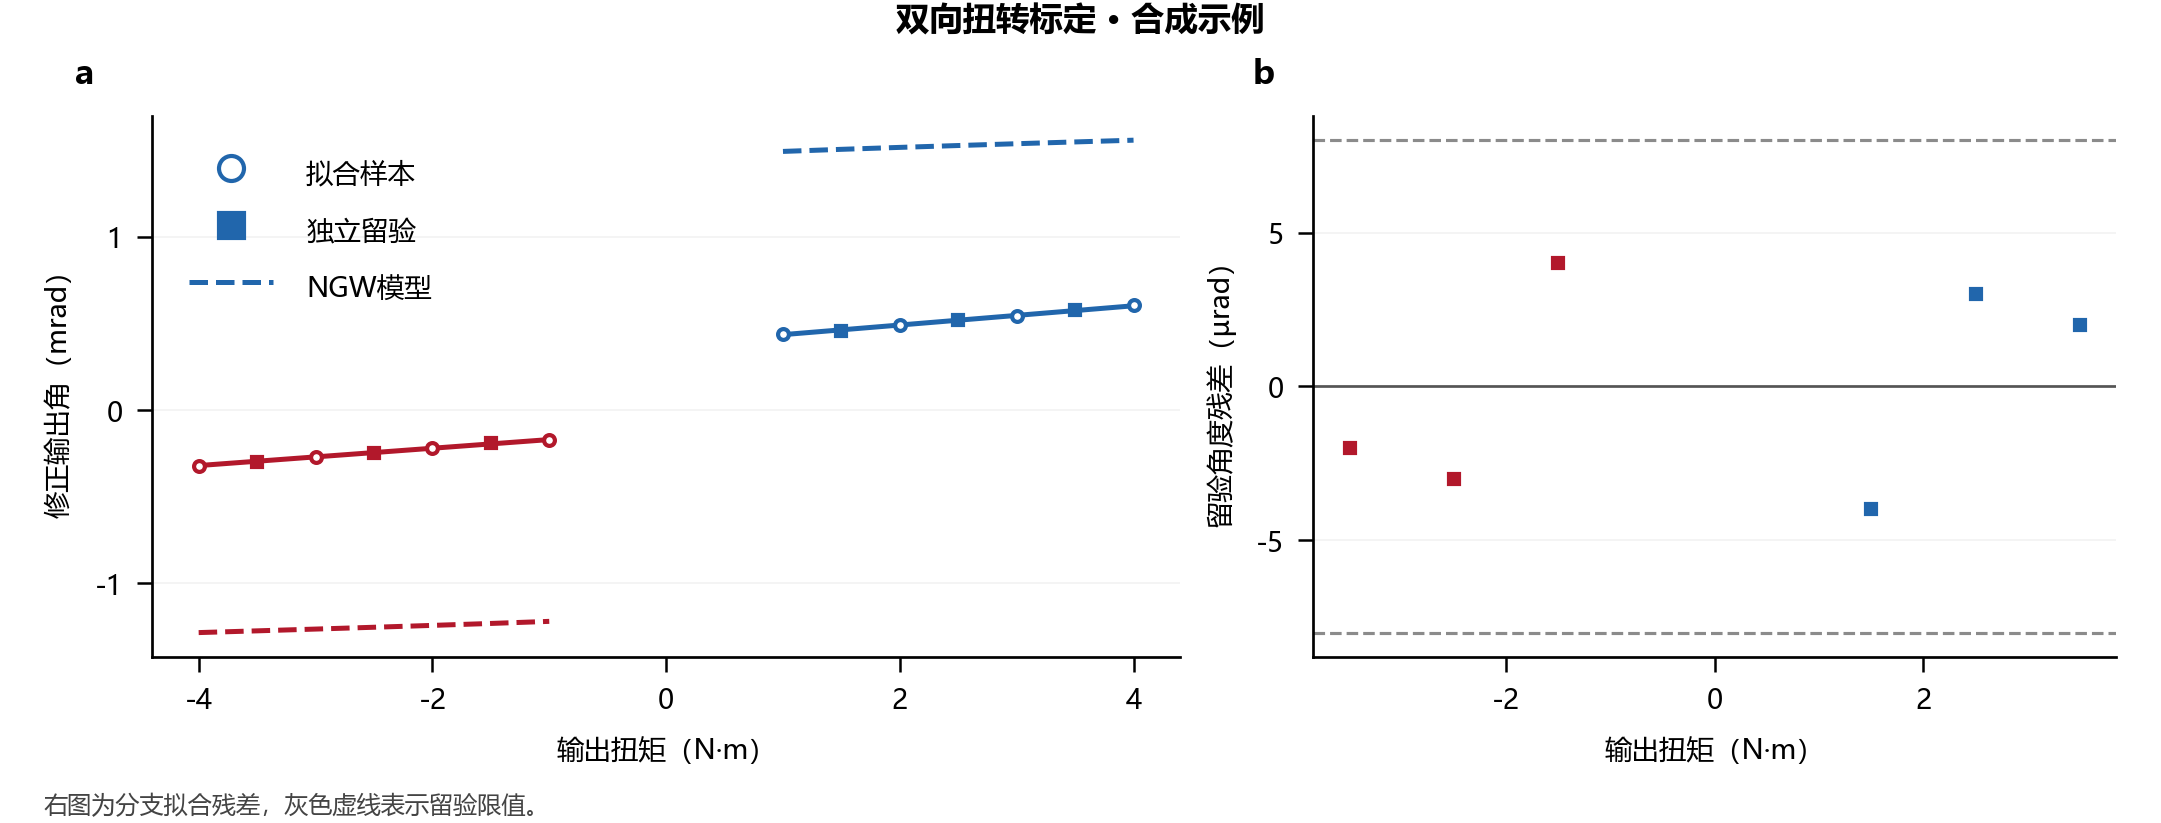 双向扭转标定・合成示例
a
拟合样本
独立留验
NGW模型
1
0
-1
修正输出角（mrad）
-4
-2
0
2
4
输出扭矩（N·m）
b
5
0
-5
留验角度残差（μrad）
-2
0
2
输出扭矩（N·m）
右图为分支拟合残差，灰色虚线表示留验限值。